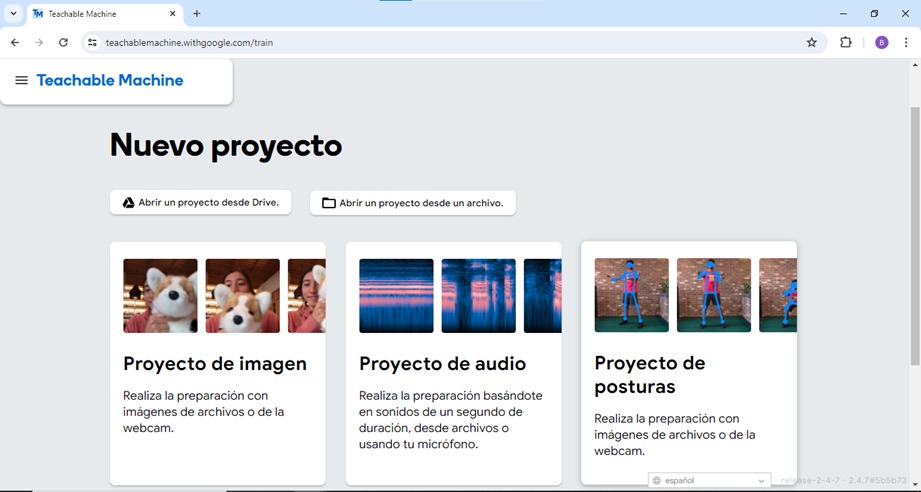 Teachable Machine
teachablemachine.withgoogle.com/train
B
Teachable Machine
Nuevo proyecto
Abrir un proyecto desde Drive.
Abrir un proyecto desde un archivo.
Proyecto de imagen
Realiza la preparación con
imágenes de archivos o de la
webcam.
Proyecto de audio
Realiza la preparación basándote
en sonidos de un segundo de
duración, desde archivos o
usando tu micrófono.
Proyecto de
posturas
Realiza la preparación con
imágenes de archivos o de la
webcam.
español
release-2-4-7 - 2.4.7#5b5b73